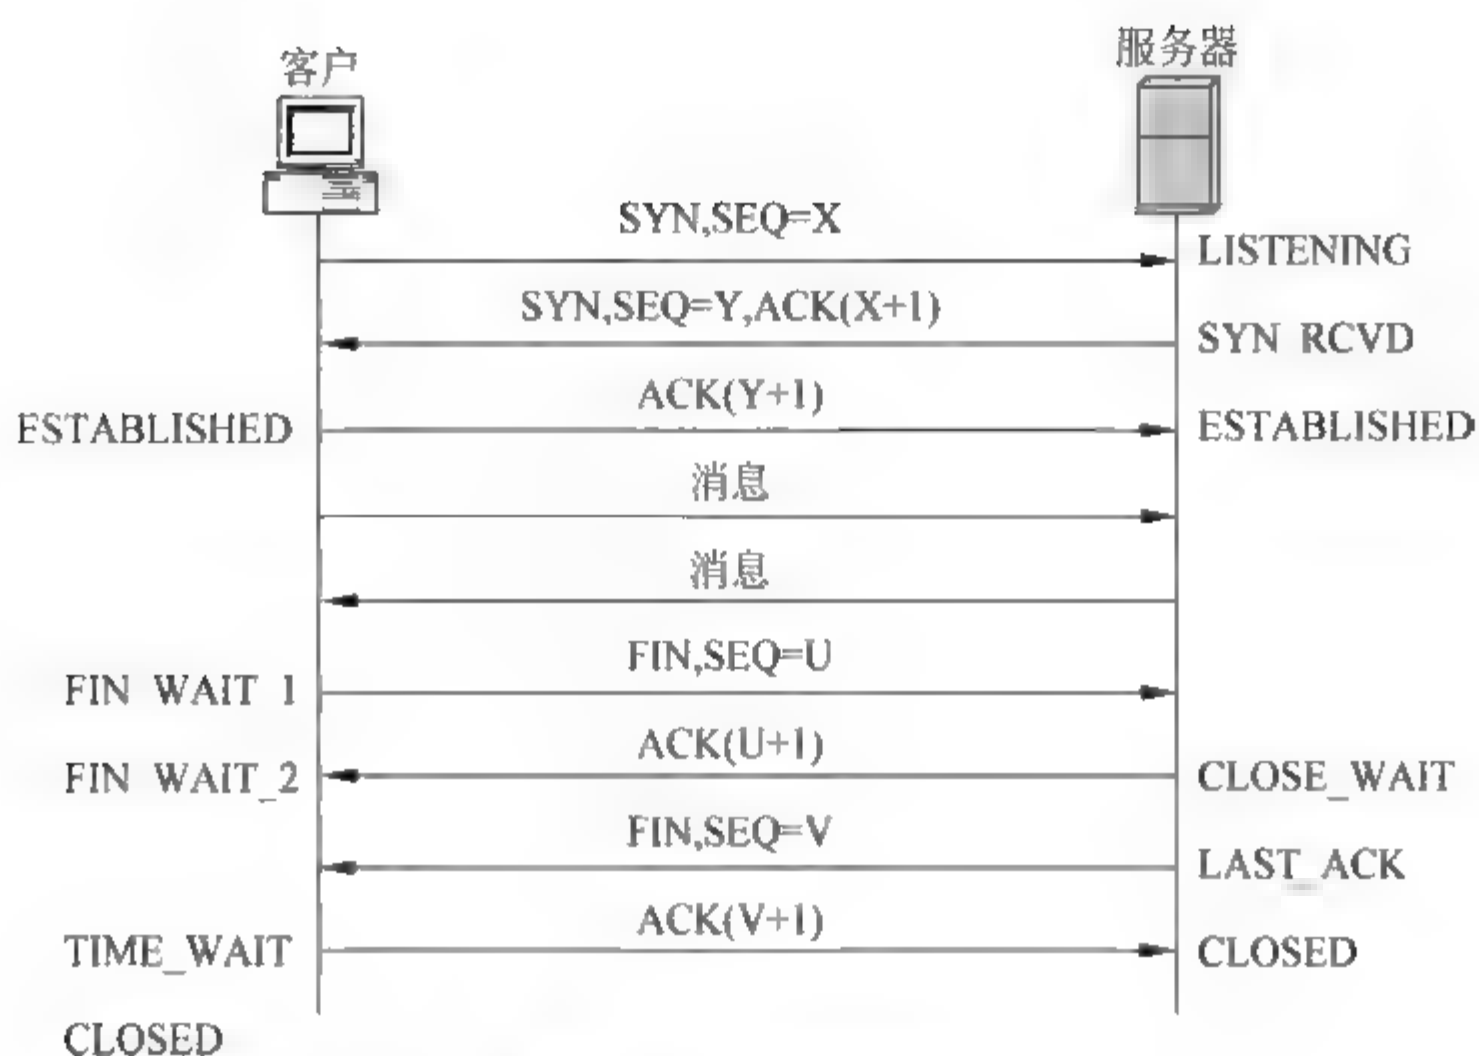 客户
服务器
SYN,SEQ=X
LISTENING
SYN,SEQ=Y,ACK(X+1)
SYN RCVD
ESTABLISHED
ACK(Y+1)
ESTABLISHED
消息
消息
FIN,SEQ=U
FIN WAIT 1
ACK(U+1)
FIN WAIT_2
CLOSE_WAIT
FIN,SEQ=V
LAST_ACK
ACK(V+1)
TIME_WAIT
CLOSED
CLOSED